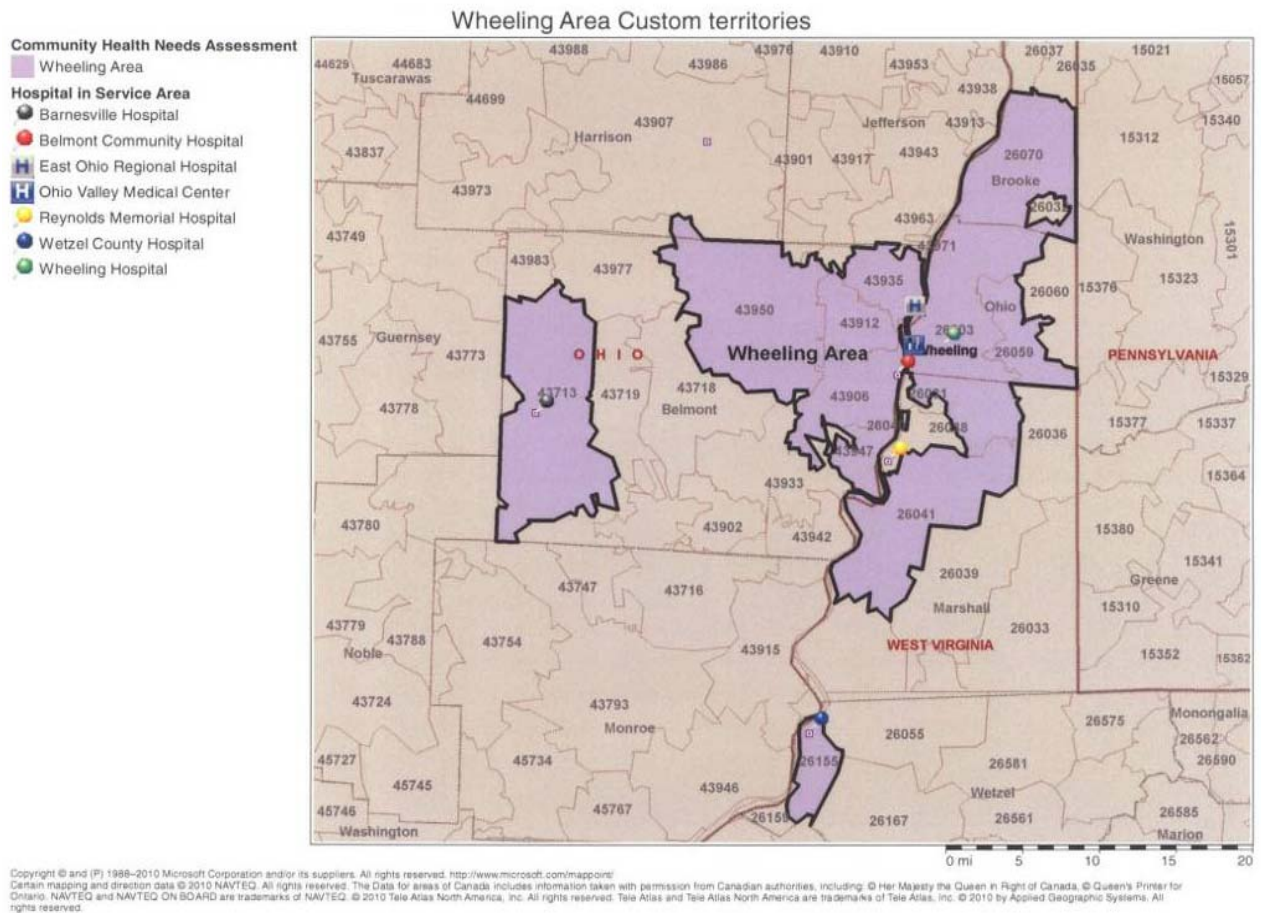 Wheeling Area Custom territories
Community Health Needs Assessment
Wheeling Area
Hospital in Service Area
Barnesville Hospital
Belmont Community Hospital
H East Ohio Regional Hospital
H Ohio Valley Medical Center
Reynolds Memorial Hospital
Wetzel County Hospital
Wheeling Hospital
43988 43976 43910 26037 15021
44629 44683 43986 43953 26035
Tuscarawas 15057
44699 43938
43907 Jefferson 43913 15340
Harrison 15312
43837 43901 43917 43943 26070
43973 Brooke
43963
43749 43971 Washington 15301
43983 43977 15323
43935 26060 15376
43950 Ohio
43912 H
43755 Guernsey 43773 OHIO Wheeling Area H Wheeling 26059 PENNSYLVANIA
15329
43713 43719 43718 43906
43778 Belmont 15377 15337
26036
43947
43933 15364
43780 43902 43942 26041 15380
15341
43747 43716 26039 Greene
Marshall 15310
43779 43788 43754 26033
Noble 43915 WEST VIRGINIA 15352 15362
43724 43793
Monroe 26055 26575 Monongalia
26562
45727 45734 26155 26581 26590
45745 43946 Wetzel
45746 45767 26159 26167 26561 26585
Washington Marion
0 mi 5 10 15 20
Copyright © and (P) 1988–2010 Microsoft Corporation and/or its suppliers. All rights reserved. http://www.microsoft.com/mappoint/
Certain mapping and direction data © 2010 NAVTEQ. All rights reserved. The Data for areas of Canada includes information taken with permission from Canadian authorities, including: © Her Majesty the Queen in Right of Canada, © Queen's Printer for
Ontario. NAVTEQ and NAVTEQ ON BOARD are trademarks of NAVTEQ. © 2010 Tele Atlas North America, Inc. All rights reserved. Tele Atlas and Tele Atlas North America are trademarks of Tele Atlas, Inc. © 2010 by Applied Geographic Systems. All
rights reserved.